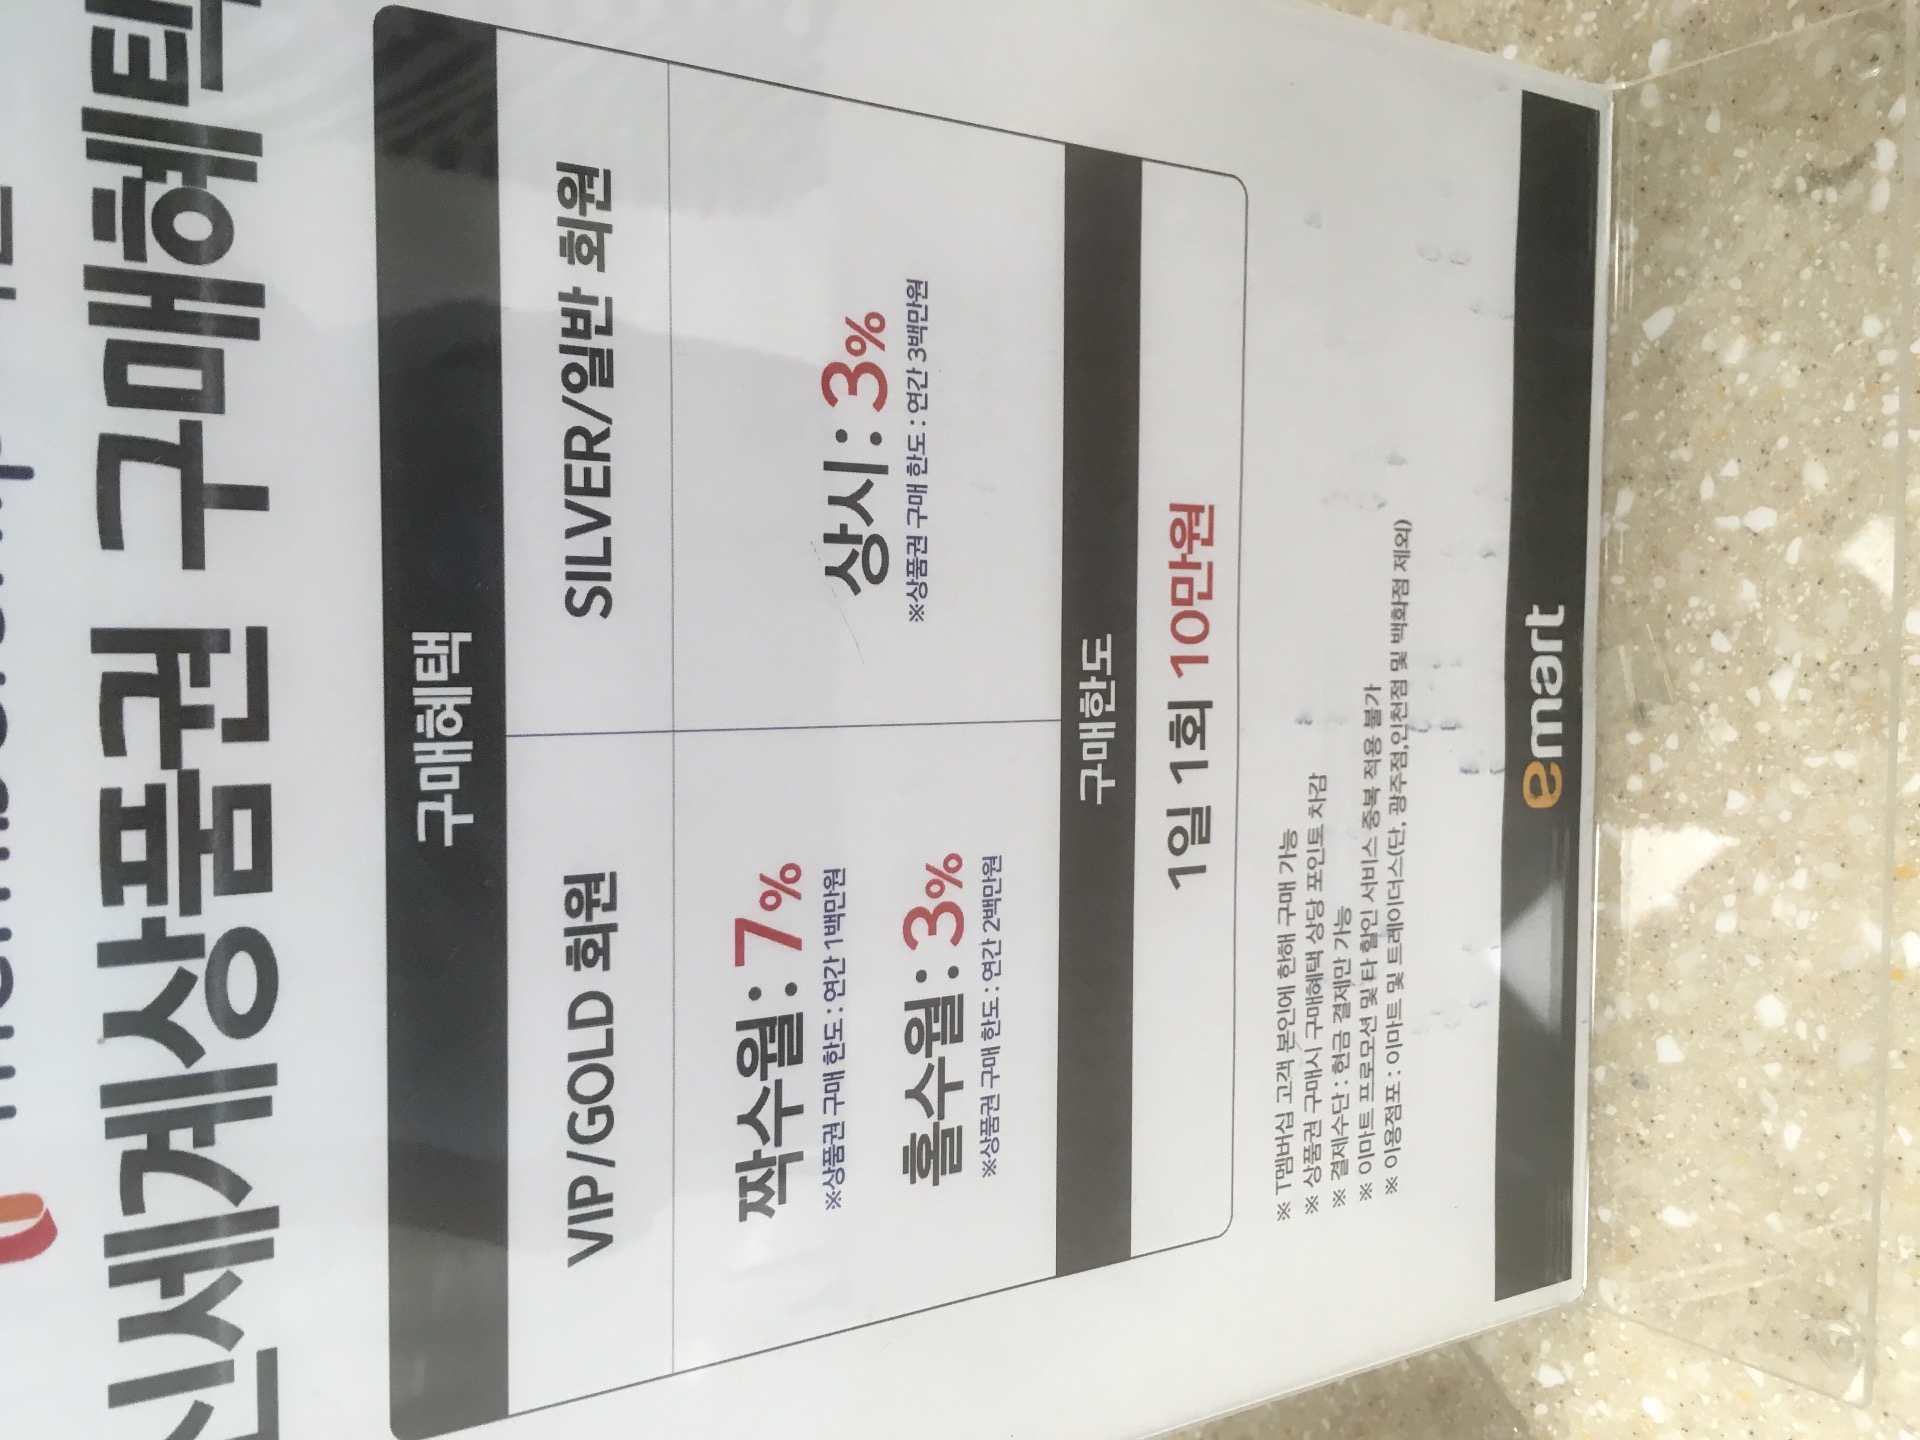 신세계상품권 구매혜택
구매혜택
VIP/GOLD 회원
SILVER/일반 회원
짝수월 : 7%
※상품권 구매 한도 : 연간 1백만원
홀수월 : 3%
※상품권 구매 한도 : 연간 2백만원
상시 : 3%
※상품권 구매 한도 : 연간 3백만원
구매한도
1일 1회 10만원
※ T멤버십 고객 본인에 한해 구매 가능
※ 상품권 구매시 구매혜택 상당 포인트 차감
※ 결제수단 : 현금 결제만 가능
※ 이마트 프로모션 및 타 할인 서비스 중복 적용 불가
※ 이용점포 : 이마트 및 트레이더스(단, 광주점,인천점 및 백화점 제외)
emart